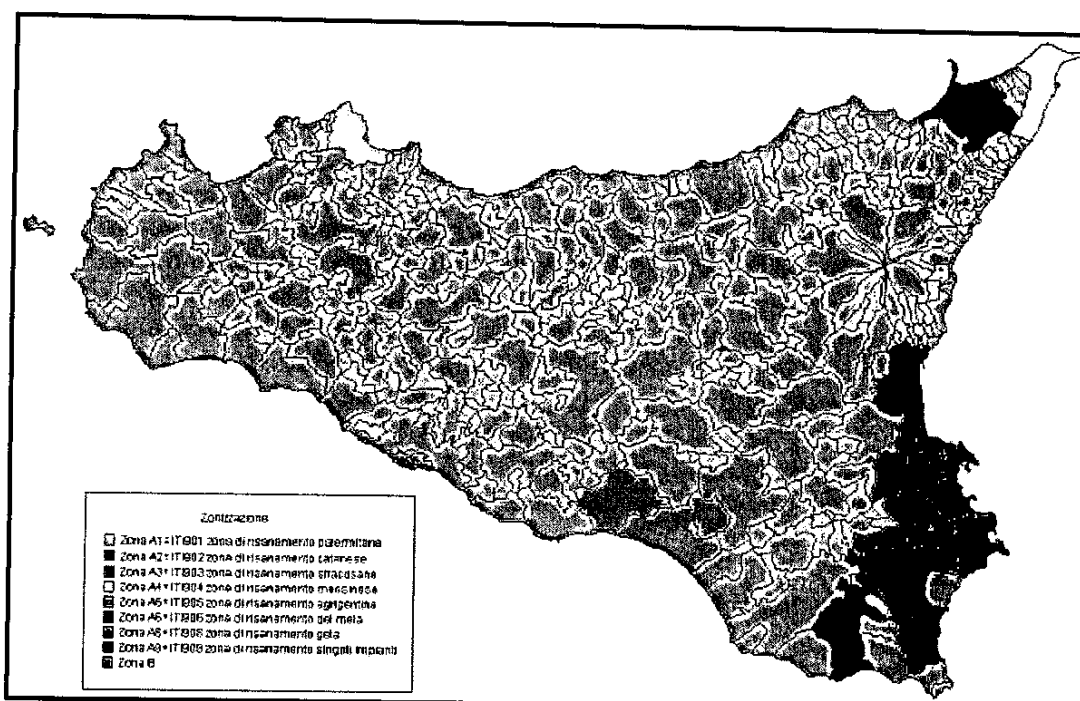 Zonizzazione
Zona A1 = IT1901 zona di risanamento palermitana
Zona A2 = IT1902 zona di risanamento catanese
Zona A3 = IT1903 zona di risanamento siracusana
Zona A4 = IT1904 zona di risanamento messinese
Zona A5 = IT1905 zona di risanamento agrigentina
Zona A6 = IT1906 zona di risanamento del mela
Zona A8 = IT1908 zona di risanamento gela
Zona A9 = IT1909 zona di risanamento singoli impianti
Zona B